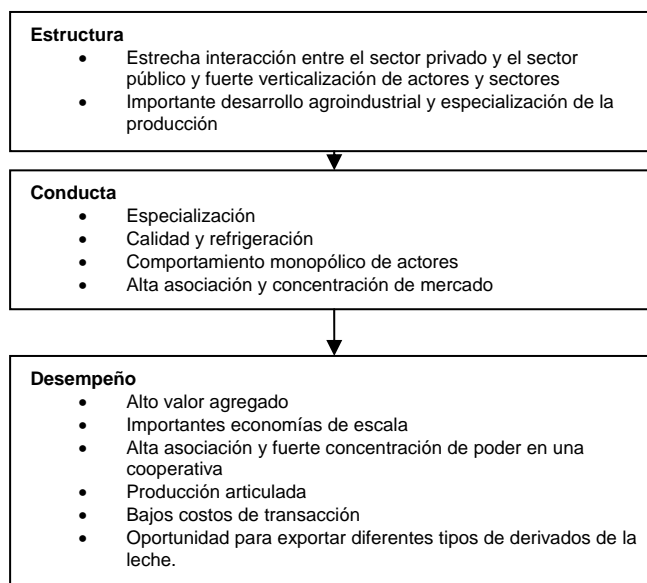 Estructura
• Estrecha interacción entre el sector privado y el sector
público y fuerte verticalización de actores y sectores
• Importante desarrollo agroindustrial y especialización de la
producción
Conducta
• Especialización
• Calidad y refrigeración
• Comportamiento monopólico de actores
• Alta asociación y concentración de mercado
Desempeño
• Alto valor agregado
• Importantes economías de escala
• Alta asociación y fuerte concentración de poder en una
cooperativa
• Producción articulada
• Bajos costos de transacción
• Oportunidad para exportar diferentes tipos de derivados de la
leche.